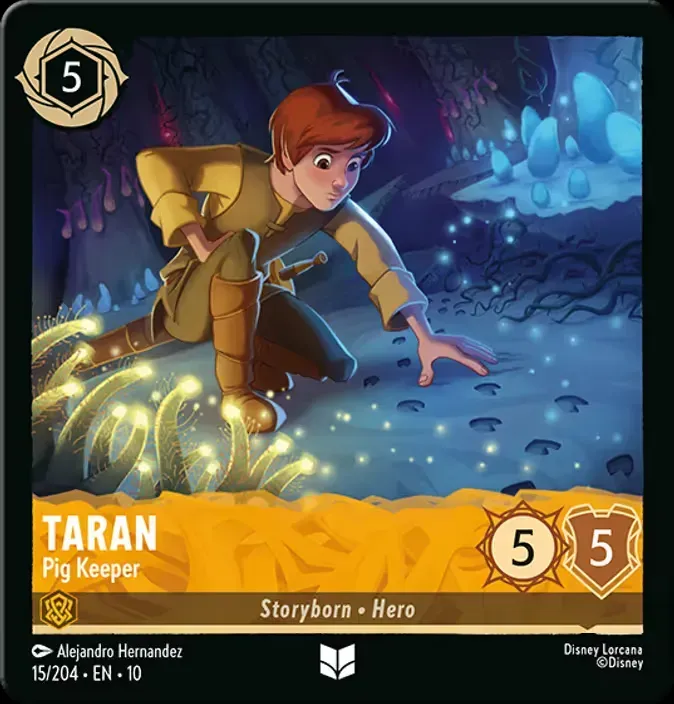 5
TARAN
Pig Keeper
5 5
Storyborn • Hero
Alejandro Hernandez
15/204 • EN • 10
Disney Lorcana
©Disney